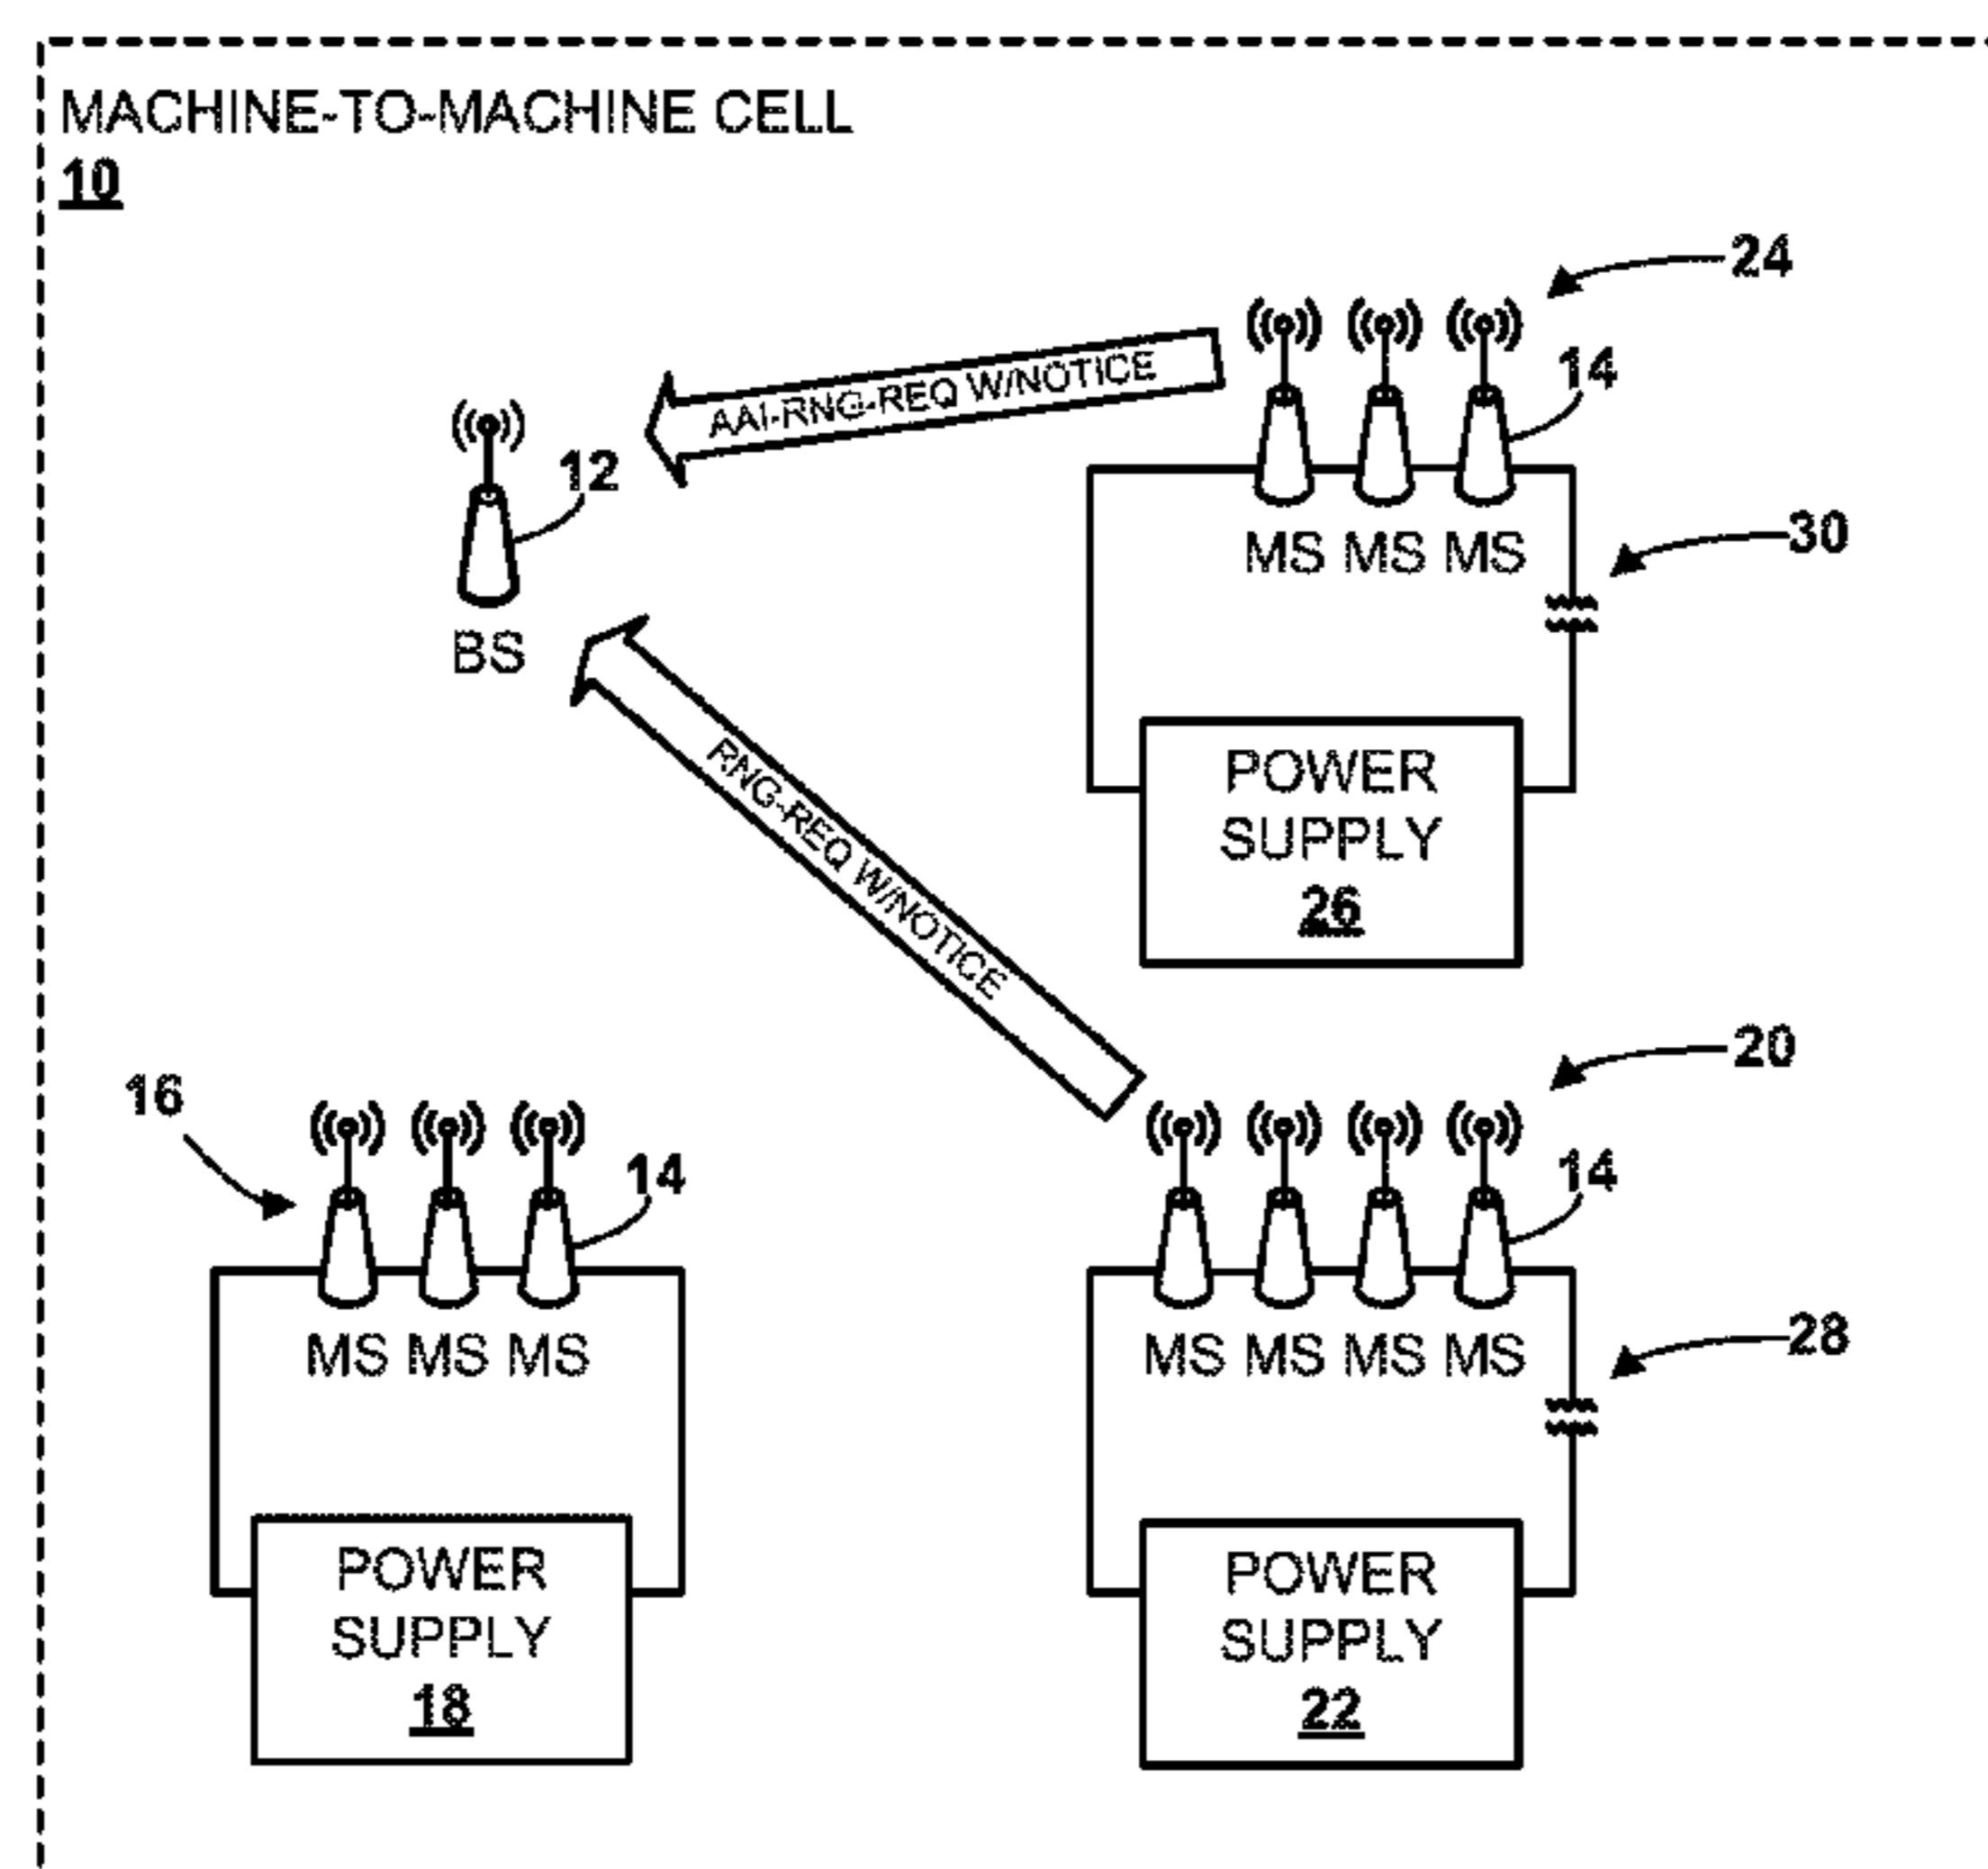 MACHINE-TO-MACHINE CELL
10
24
14
AAI-RNG-REQ W/NOTICE
12
BS
MS MS MS
30
POWER
SUPPLY
26
RNG-REQ W/NOTICE
20
16
14
14
MS MS MS
MS MS MS MS
28
POWER
SUPPLY
18
POWER
SUPPLY
22